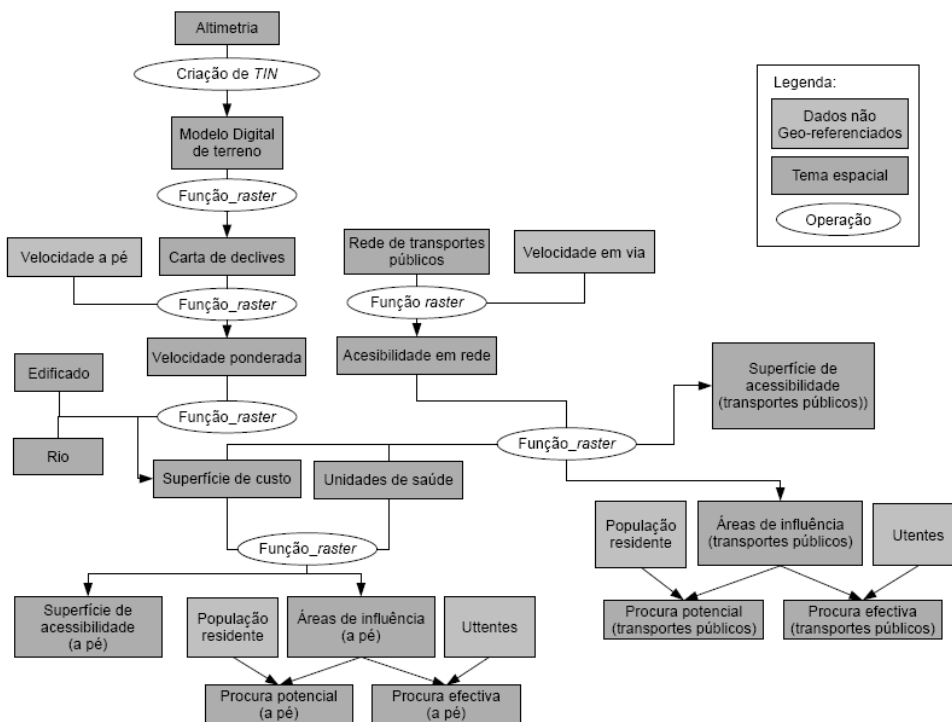 Altimetria
Criação de TIN
Modelo Digital
de terreno
Função_raster
Carta de declives
Velocidade a pé
Função_raster
Velocidade ponderada
Edificado
Rio
Função_raster
Rede de transportes
públicos
Velocidade em via
Função raster
Acesibilidade em rede
Legenda:
Dados não
Geo-referenciados
Tema espacial
Operação
Superfície de
acessibilidade
(transportes públicos))
Função_raster
Superfície de custo
Unidades de saúde
Função_raster
População
residente
Áreas de influência
(transportes públicos)
Utentes
Procura potencial
(transportes públicos)
Procura efectiva
(transportes públicos)
Superfície de
acessibilidade
(a pé)
População
residente
Áreas de influência
(a pé)
Uttentes
Procura potencial
(a pé)
Procura efectiva
(a pé)